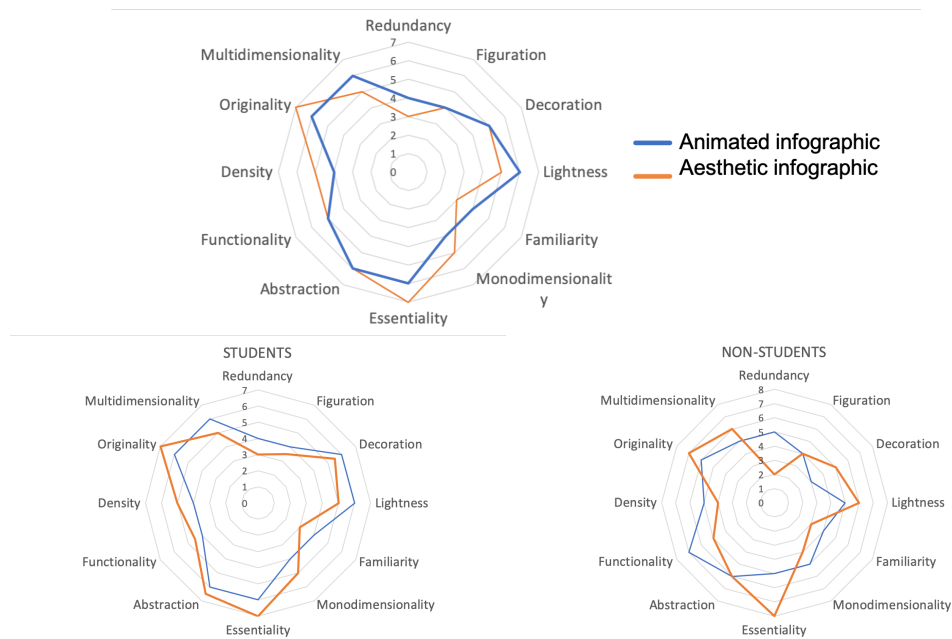 Redundancy
Multidimensionality
Figuration
7
6
Originality
5
Decoration
4
3
2
1
Density
0
Lightness
Functionality
Familiarity
Abstraction
Monodimensionalit
y
Essentiality
Animated infographic
Aesthetic infographic
STUDENTS
Redundancy
Multidimensionality
7
Figuration
6
5
Originality
4
Decoration
3
2
1
Density
0
Lightness
Functionality
Familiarity
Abstraction
Monodimensionality
Essentiality
NON-STUDENTS
Redundancy
Multidimensionality
8
Figuration
7
6
Originality
5
Decoration
4
3
2
1
Density
0
Lightness
Functionality
Familiarity
Abstraction
Monodimensionality
Essentiality